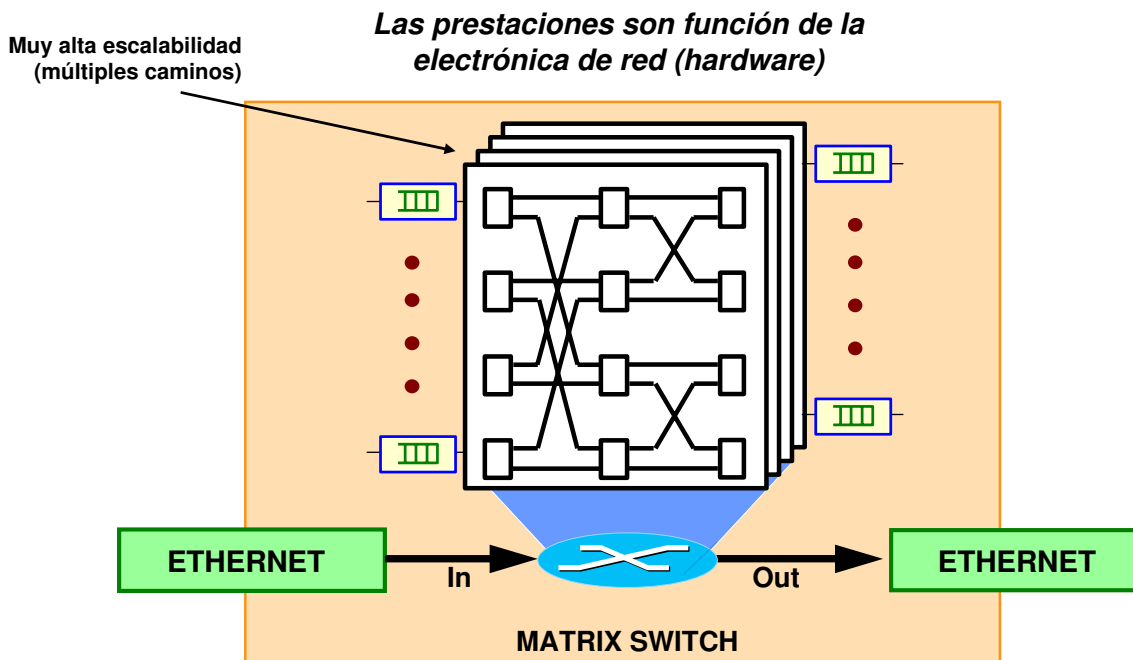 Las prestaciones son función de la
electrónica de red (hardware)
Muy alta escalabilidad
(múltiples caminos)
ETHERNET
In
Out
ETHERNET
MATRIX SWITCH